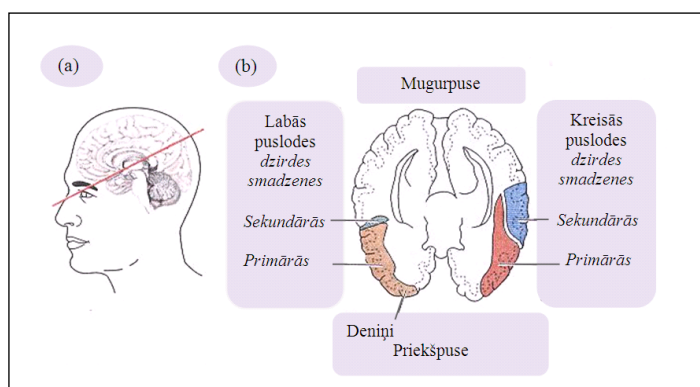 (a)
(b)
Mugurpuse
Labās
puslodes
dzirdes
smadzenes
Sekundārās
Primārās
Kreisās
puslodes
dzirdes
smadzenes
Sekundārās
Primārās
Deniņi
Priekšpuse